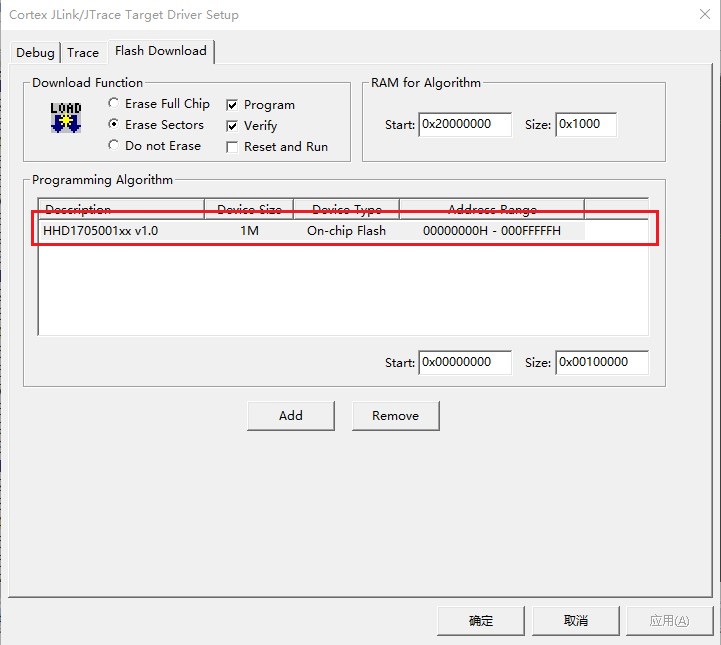 Cortex JLink/JTrace Target Driver Setup
Debug Trace Flash Download
Download Function
LOAD
Erase Full Chip
Erase Sectors
Do not Erase
Program
Verify
Reset and Run
RAM for Algorithm
Start: 0x20000000 Size: 0x1000
Programming Algorithm
Description Device Size Device Type Address Range
HHD1705001xx v1.0 1M On-chip Flash 00000000H - 000FFFFFH
Start: 0x00000000 Size: 0x00100000
Add Remove
确定 取消 应用(A)